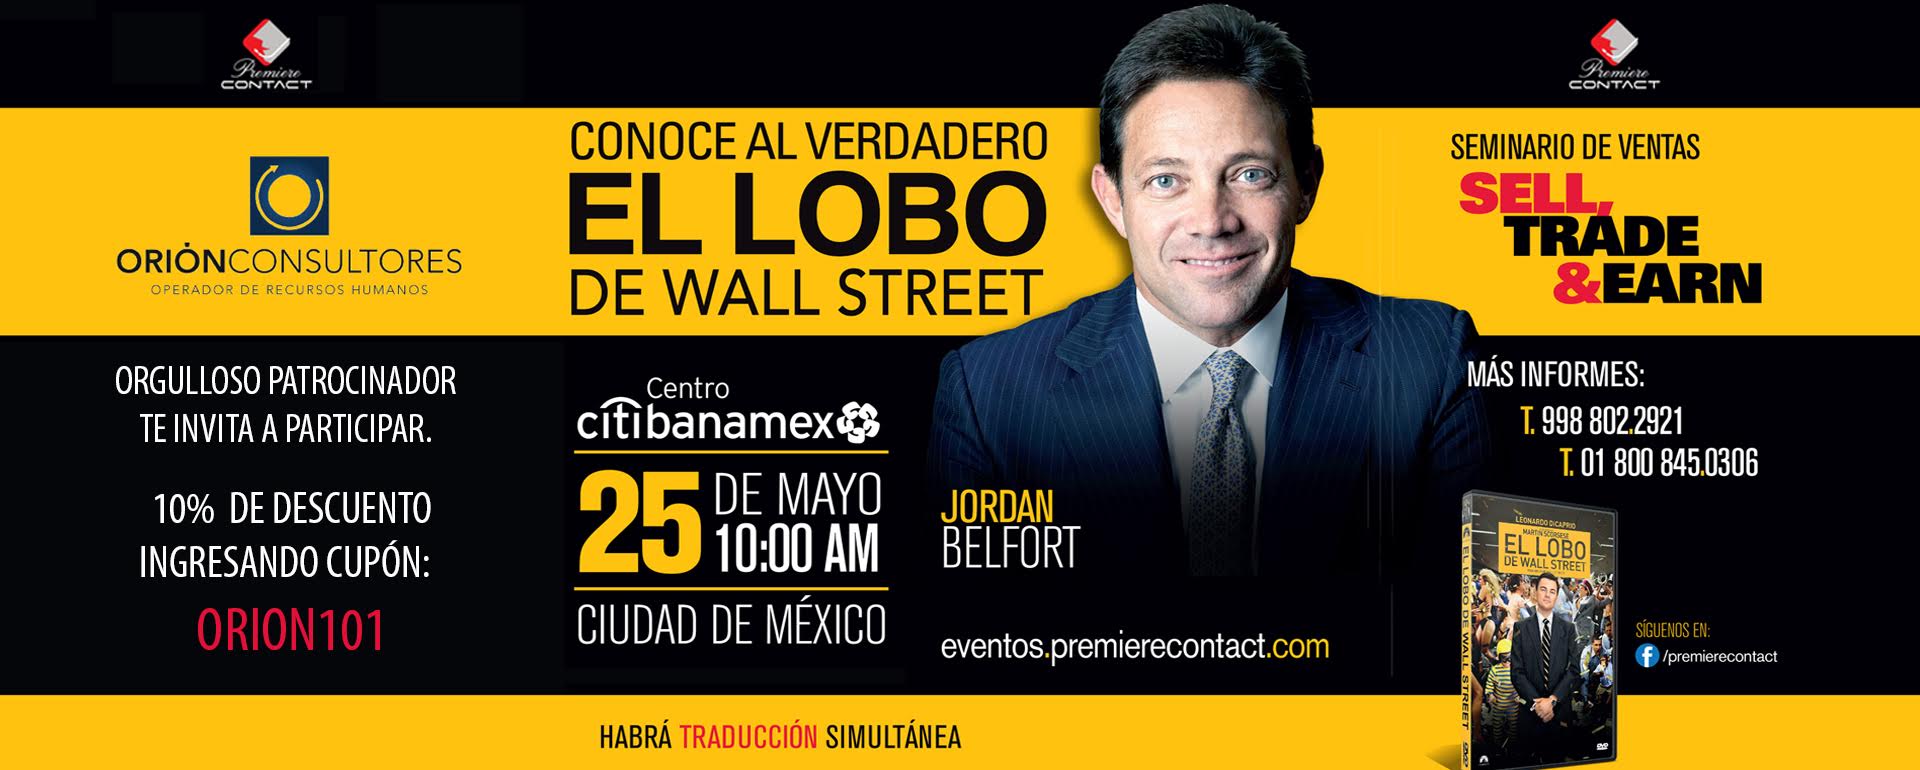 Premiere
CONTACT
Premiere
CONTACT
ORIÓNCONSULTORES
OPERADOR DE RECURSOS HUMANOS
ORGULLOSO PATROCINADOR
TE INVITA A PARTICIPAR.
10% DE DESCUENTO
INGRESANDO CUPÓN:
ORION101
CONOCE AL VERDADERO
EL LOBO
DE WALL STREET
Centro
citibanamex
25 DE MAYO
10:00 AM
CIUDAD DE MÉXICO
JORDAN
BELFORT
eventos.premierecontact.com
SEMINARIO DE VENTAS
SELL,
TRADE
&EARN
MÁS INFORMES:
T. 998 802.2921
T. 01 800 845.0306
LEONARDO DICAPRIO
MARTIN SCORSESE
EL LOBO
DE WALL STREET
EL LOBO DE WALL STREET
DVD
SÍGUENOS EN:
f /premierecontact
HABRÁ TRADUCCIÓN SIMULTÁNEA